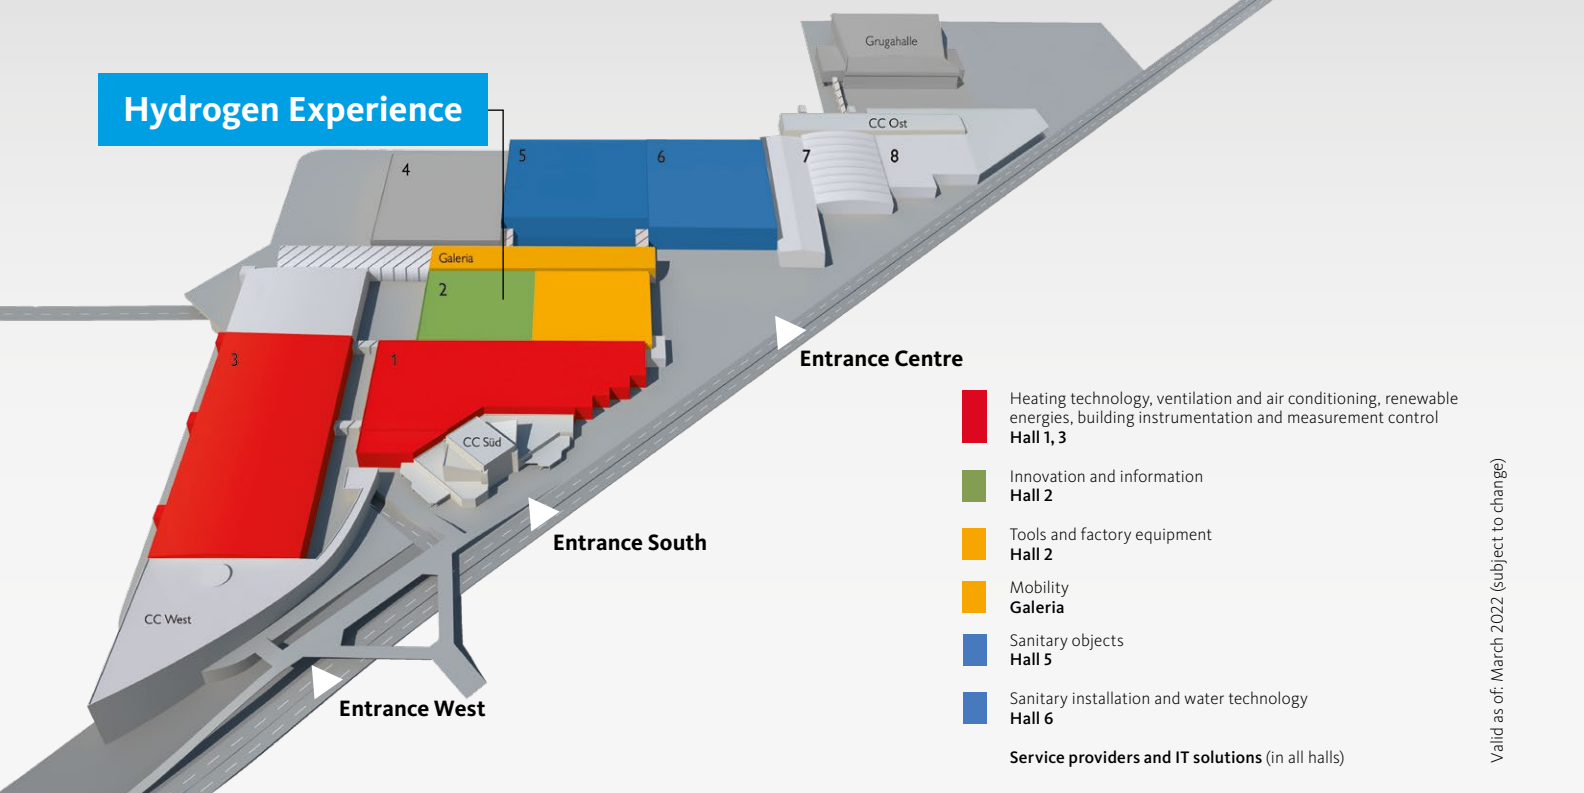 Grugahalle
Hydrogen Experience
CC Ost
5
6
7
8
4
Galeria
2
3
1
Entrance Centre
CC Süd
Entrance South
CC West
Entrance West
Heating technology, ventilation and air conditioning, renewable
energies, building instrumentation and measurement control
Hall 1, 3
Innovation and information
Hall 2
Tools and factory equipment
Hall 2
Mobility
Galeria
Sanitary objects
Hall 5
Sanitary installation and water technology
Hall 6
Service providers and IT solutions (in all halls)
Valid as of: March 2022 (subject to change)